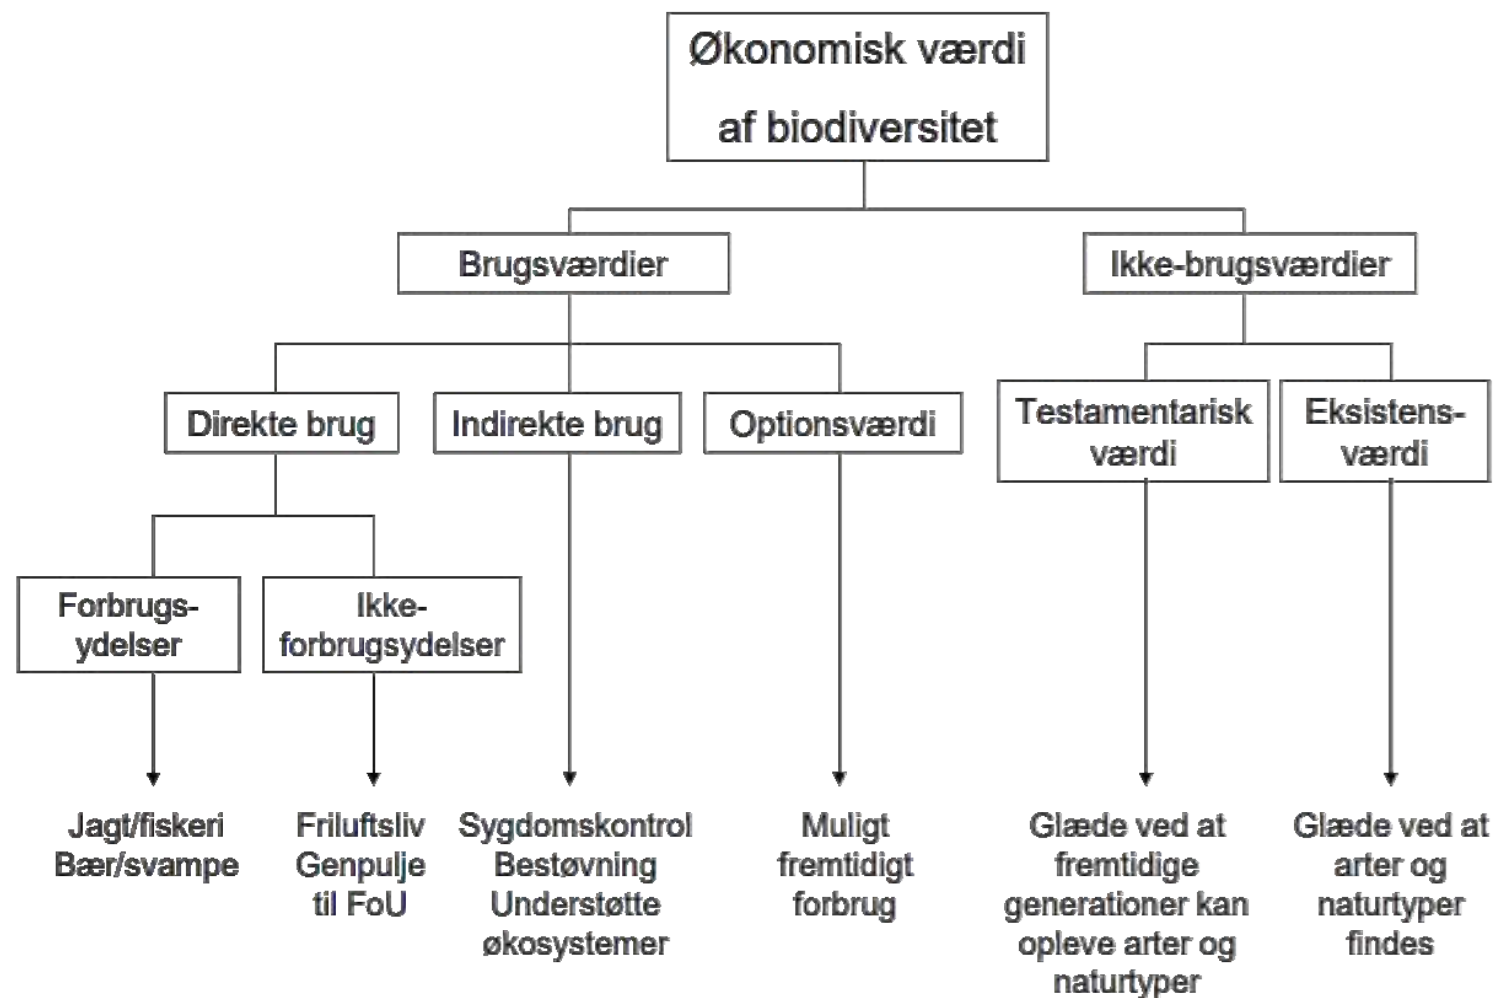 Økonomisk værdi
af biodiversitet
Brugsværdier
Ikke-brugsværdier
Direkte brug
Indirekte brug
Optionsværdi
Testamentarisk
værdi
Eksistens-
værdi
Forbrugs-
ydelser
Ikke-
forbrugsydelser
Jagt/fiskeri
Bær/svampe
Friluftsliv
Genpulje
til FoU
Sygdomskontrol
Bestøvning
Understøtte
økosystemer
Muligt
fremtidigt
forbrug
Glæde ved at
fremtidige
generationer kan
opleve arter og
naturtyper
Glæde ved at
arter og
naturtyper
findes